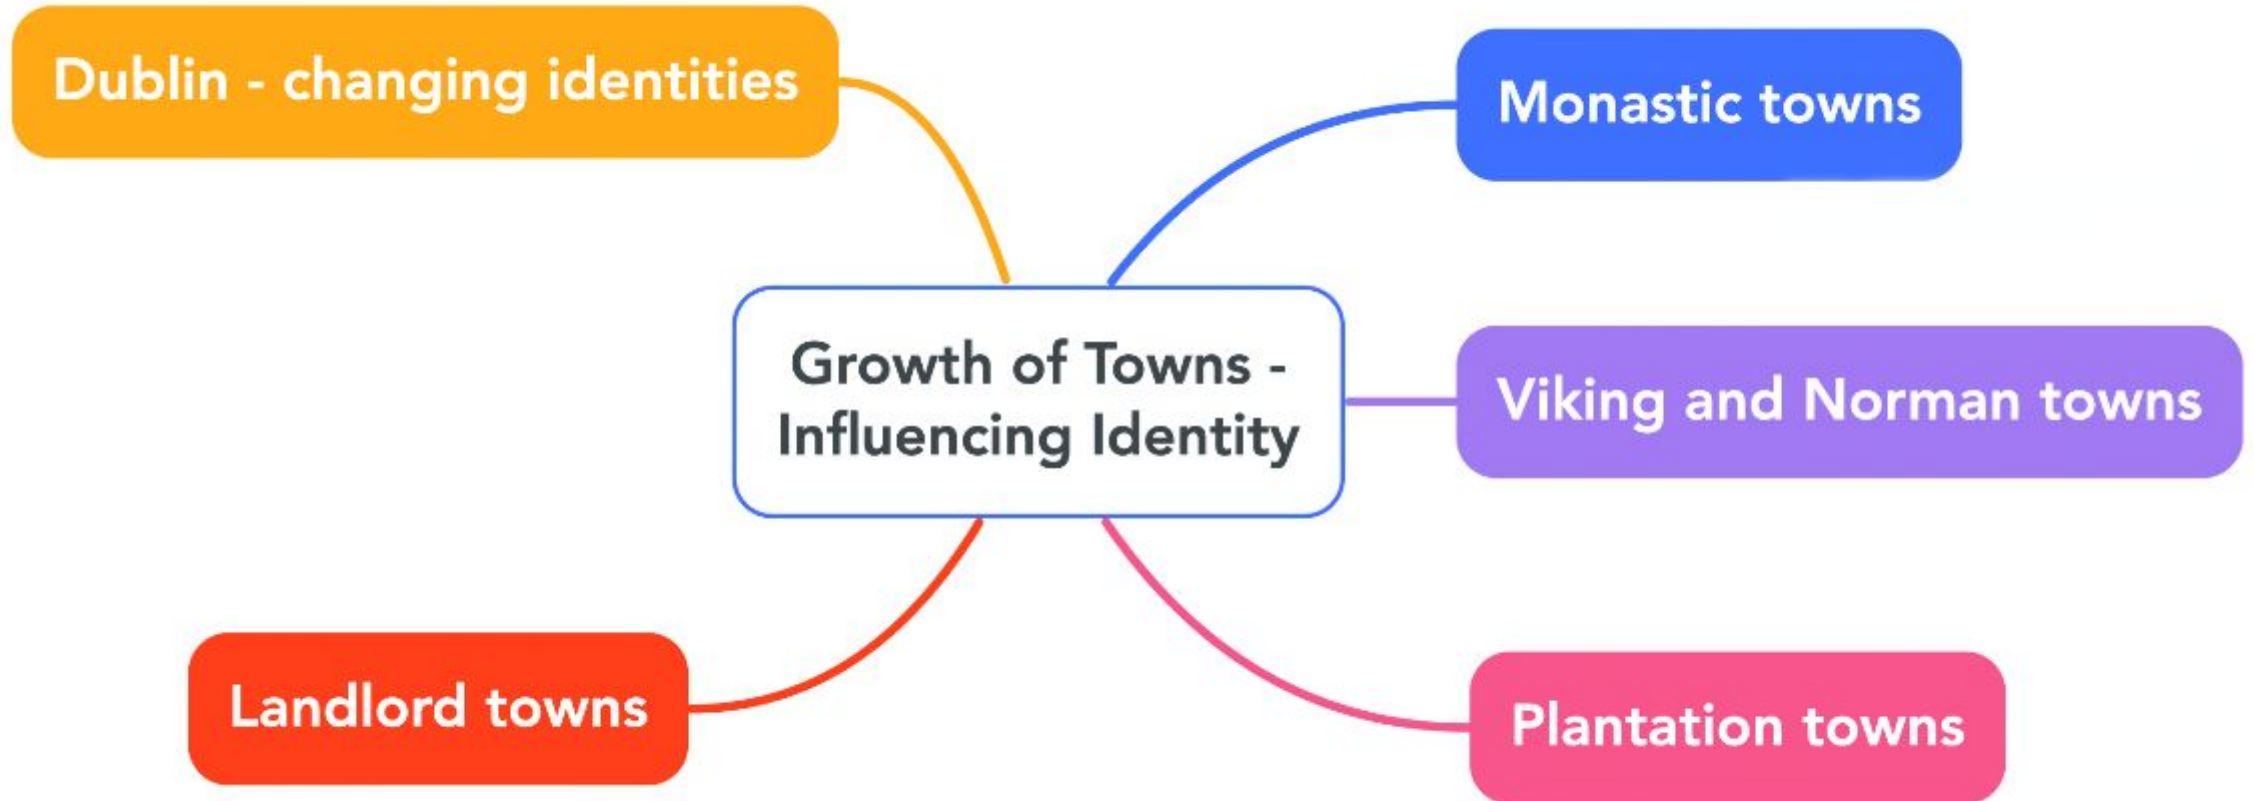 Dublin - changing identities
Monastic towns
Growth of Towns -
Influencing Identity
Viking and Norman towns
Landlord towns
Plantation towns